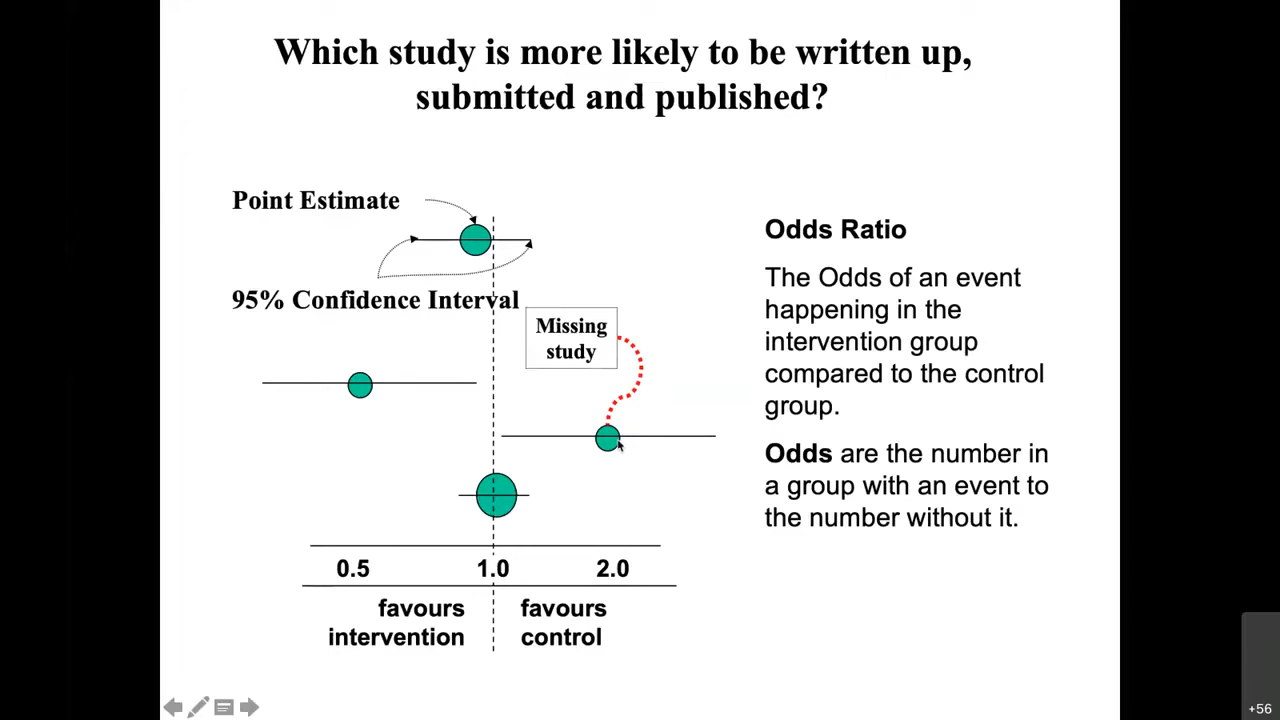 Which study is more likely to be written up,
submitted and published?
Point Estimate
95% Confidence Interval
Missing
study
0.5 1.0 2.0
favours favours
intervention control
Odds Ratio
The Odds of an event
happening in the
intervention group
compared to the control
group.
Odds are the number in
a group with an event to
the number without it.
+56